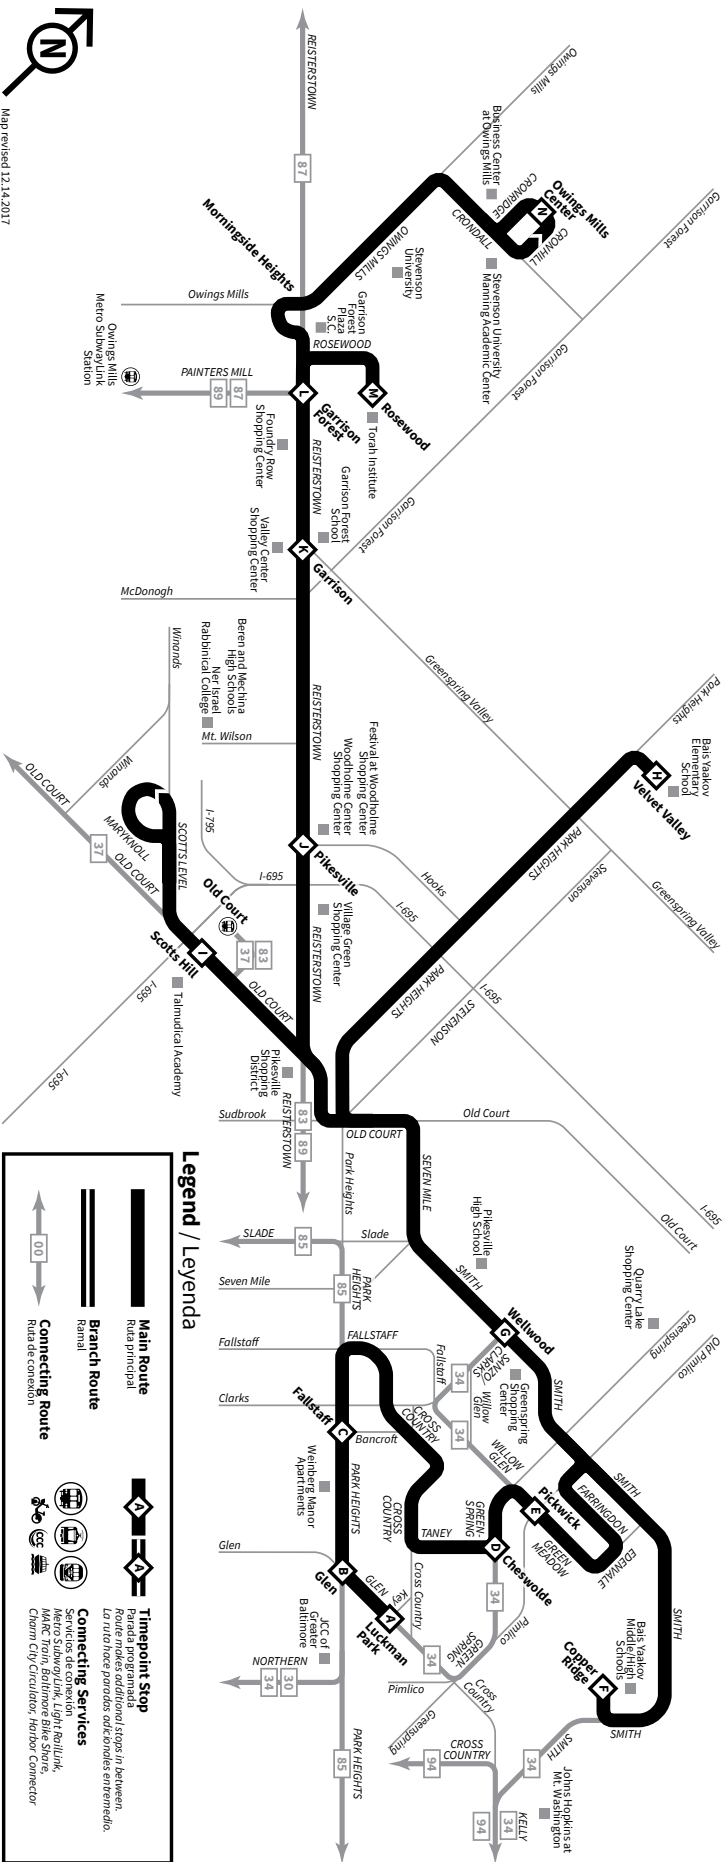 N
Map revised 12.14.2017
REISTERSTOWN
87
Owings Mills
Business Center
at Owings Mills
CRONRIDGE
N
Owings Mills
Center
CRONHILL
CRONDALL
Stevenson University
Manning Academic Center
Garrison Forest
OWINGS MILLS
Stevenson
University
Morningside Heights
Owings Mills
Garrison
Forest
Plaza
S.C.
ROSEWOOD
Garrison Forest
Owings Mills
Metro SubwayLink
Station
PAINTERS MILL
89
87
L
Garrison
Forest
M
Rosewood
Torah Institute
Foundry Row
Shopping Center
REISTERSTOWN
Garrison Forest
School
Garrison Forest
Valley Center
Shopping Center
K
Garrison
McDonogh
Greenspring Valley
Winands
Winands
Beren and Mechina
High Schools
Ner Israel
Rabbinical College
Mt. Wilson
REISTERSTOWN
Festival at Woodholme
Shopping Center
Woodholme Center
Shopping Center
Park Heights
Bais Yaakov
Elementary
School
H
Velvet Valley
OLD COURT
37
OLD COURT
MARYKNOLL
SCOTTS LEVEL
I-795
I-695
J
Pikesville
Hooks
I-695
PARK HEIGHTS
Stevenson
Greenspring Valley
Old Court
37
83
Scotts Hill
I
I-695
Talmudical Academy
I-695
OLD COURT
Village Green
Shopping Center
REISTERSTOWN
PARK HEIGHTS
STEVENSON
I-695
Pikesville
Shopping
District
REISTERSTOWN
83
89
Sudbrook
OLD COURT
Old Court
Old Court
I-695
Park Heights
SEVEN MILE
SLADE
85
Slade
Seven Mile
PARK
HEIGHTS
85
Pikesville
High School
SMITH
G
Wellwood
Quarry Lake
Shopping Center
Greenspring
Old Pimlico
Fallstaff
FALLSTAFF
Fallstaff
34
SANZO/
CLARKS
Greenspring
Shopping
Center
SMITH
Clarks
Fallstaff
C
Bancroft
CROSS
COUNTRY
Willow
Glen
34
WILLOW
GLEN
SMITH
Weinberg Manor
Apartments
PARK HEIGHTS
CROSS
COUNTRY
GREEN-
SPRING
E
Pickwick
FARRINGDON
EDENVALE
GREEN
MEADOW
TANEY
D
Cheswolde
Glen
Glen
B
GLEN
Key
Cross Country
A
Luckman
Park
34
34
GREEN-
SPRING
Pimlico
JCC of
Greater
Baltimore
NORTHERN
34
30
Pimlico
Cross
Country
Greenspring
SMITH
Bais Yaakov
Middle/High
Schools
Copper
Ridge
F
SMITH
PARK HEIGHTS
85
CROSS
COUNTRY
94
SMITH
34
Johns Hopkins at
Mt. Washington
94
34
KELLY
Legend / Leyenda
Main Route
Ruta principal
Branch Route
Ramal
00
Connecting Route
Ruta de conexión
A
A
Timepoint Stop
Parada programada
Route makes additional stops in between.
La ruta hace paradas adicionales entremedio.
CCC
Connecting Services
Servicios de conexión
Metro SubwayLink, Light RailLink,
MARC Train, Baltimore Bike Share,
Charm City Circulator, Harbor Connector